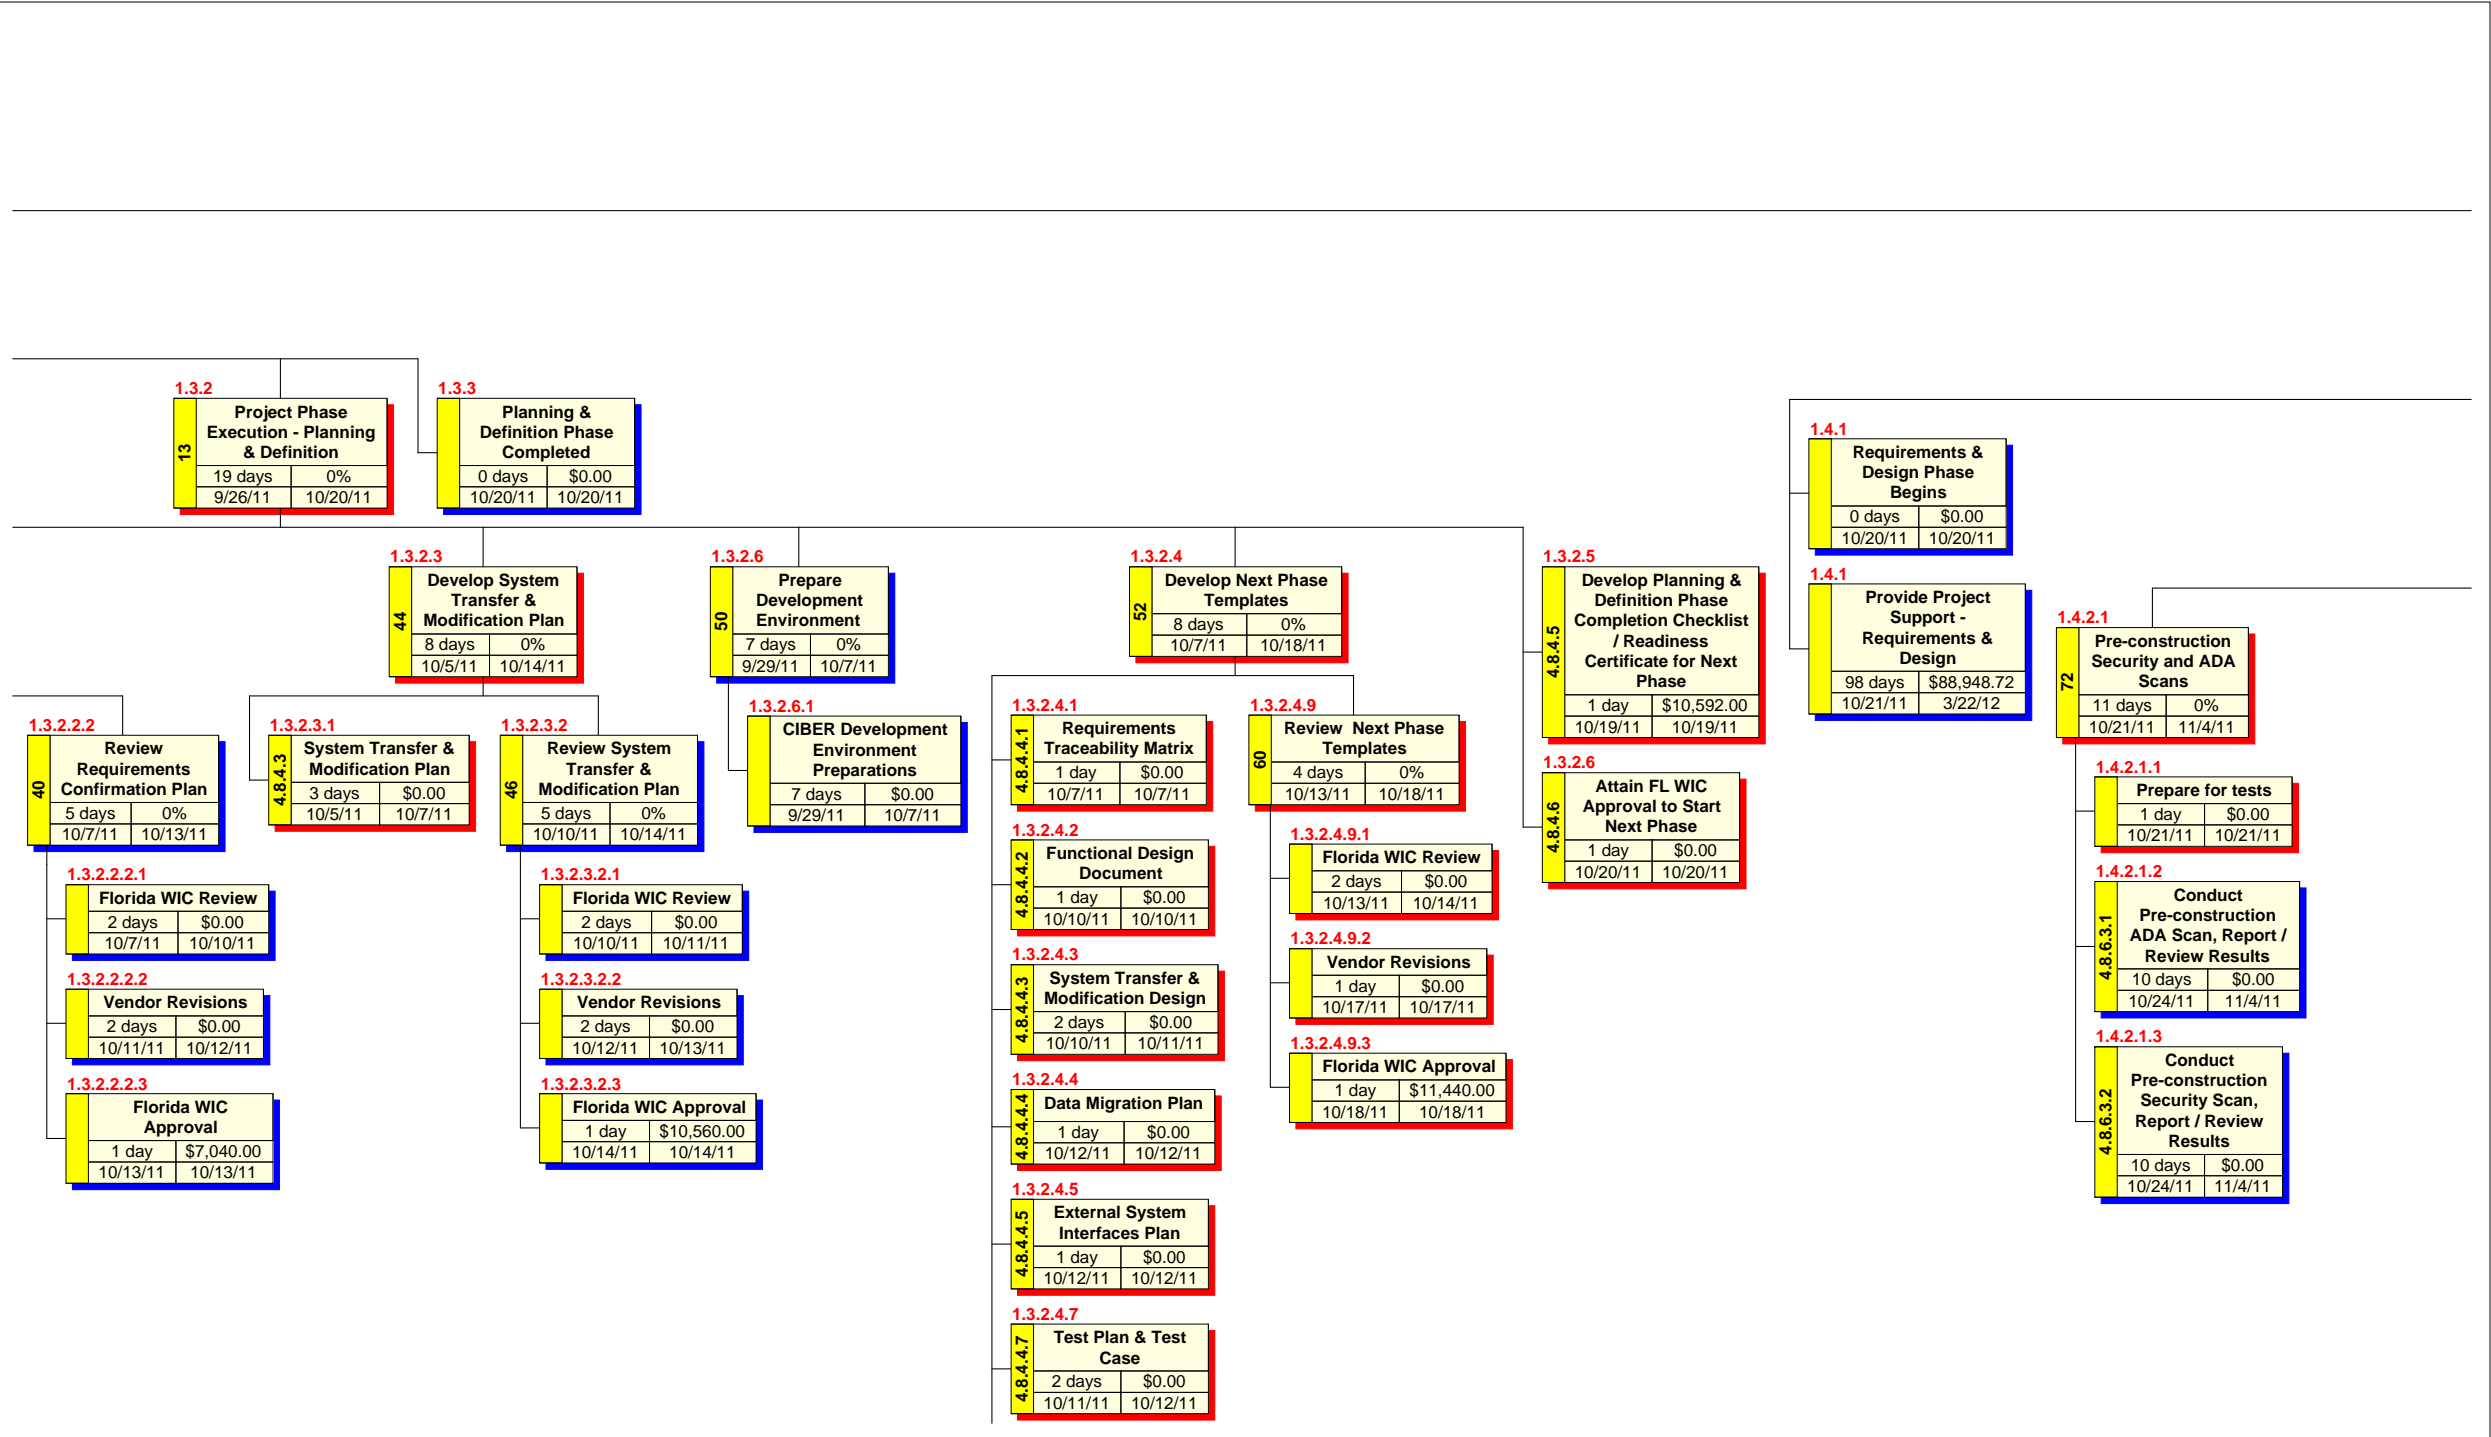 1.3.2
13
Project Phase
Execution - Planning
& Definition
19 days 0%
9/26/11 10/20/11
1.3.3
Planning &
Definition Phase
Completed
0 days $0.00
10/20/11 10/20/11
1.4.1
Requirements &
Design Phase
Begins
0 days $0.00
10/20/11 10/20/11
1.4.1
Provide Project
Support -
Requirements &
Design
98 days $88,948.72
10/21/11 3/22/12
1.3.2.3
44
Develop System
Transfer &
Modification Plan
8 days 0%
10/5/11 10/14/11
1.3.2.6
50
Prepare
Development
Environment
7 days 0%
9/29/11 10/7/11
1.3.2.4
52
Develop Next Phase
Templates
8 days 0%
10/7/11 10/18/11
1.3.2.5
4.8.4.5
Develop Planning &
Definition Phase
Completion Checklist
/ Readiness
Certificate for Next
Phase
1 day $10,592.00
10/19/11 10/19/11
1.3.2.6
4.8.4.6
Attain FL WIC
Approval to Start
Next Phase
1 day $0.00
10/20/11 10/20/11
1.4.2.1
72
Pre-construction
Security and ADA
Scans
11 days 0%
10/21/11 11/4/11
1.3.2.2.2
40
Review
Requirements
Confirmation Plan
5 days 0%
10/7/11 10/13/11
1.3.2.2.2.1
Florida WIC Review
2 days $0.00
10/7/11 10/10/11
1.3.2.2.2.2
Vendor Revisions
2 days $0.00
10/11/11 10/12/11
1.3.2.2.2.3
Florida WIC
Approval
1 day $7,040.00
10/13/11 10/13/11
1.3.2.3.1
4.8.4.3
System Transfer &
Modification Plan
3 days $0.00
10/5/11 10/7/11
1.3.2.3.2
46
Review System
Transfer &
Modification Plan
5 days 0%
10/10/11 10/14/11
1.3.2.3.2.1
Florida WIC Review
2 days $0.00
10/10/11 10/11/11
1.3.2.3.2.2
Vendor Revisions
2 days $0.00
10/12/11 10/13/11
1.3.2.3.2.3
Florida WIC Approval
1 day $10,560.00
10/14/11 10/14/11
1.3.2.6.1
CIBER Development
Environment
Preparations
7 days $0.00
9/29/11 10/7/11
1.3.2.4.1
4.8.4.4.1
Requirements
Traceability Matrix
1 day $0.00
10/7/11 10/7/11
1.3.2.4.2
4.8.4.4.2
Functional Design
Document
1 day $0.00
10/10/11 10/10/11
1.3.2.4.3
4.8.4.4.3
System Transfer &
Modification Design
2 days $0.00
10/10/11 10/11/11
1.3.2.4.4
4.8.4.4.4
Data Migration Plan
1 day $0.00
10/12/11 10/12/11
1.3.2.4.5
4.8.4.4.5
External System
Interfaces Plan
1 day $0.00
10/12/11 10/12/11
1.3.2.4.7
4.8.4.4.7
Test Plan & Test
Case
2 days $0.00
10/11/11 10/12/11
1.3.2.4.9
60
Review Next Phase
Templates
4 days 0%
10/13/11 10/18/11
1.3.2.4.9.1
Florida WIC Review
2 days $0.00
10/13/11 10/14/11
1.3.2.4.9.2
Vendor Revisions
1 day $0.00
10/17/11 10/17/11
1.3.2.4.9.3
Florida WIC Approval
1 day $11,440.00
10/18/11 10/18/11
1.4.2.1.1
Prepare for tests
1 day $0.00
10/21/11 10/21/11
1.4.2.1.2
4.8.6.3.1
Conduct
Pre-construction
ADA Scan, Report /
Review Results
10 days $0.00
10/24/11 11/4/11
1.4.2.1.3
4.8.6.3.2
Conduct
Pre-construction
Security Scan,
Report / Review
Results
10 days $0.00
10/24/11 11/4/11